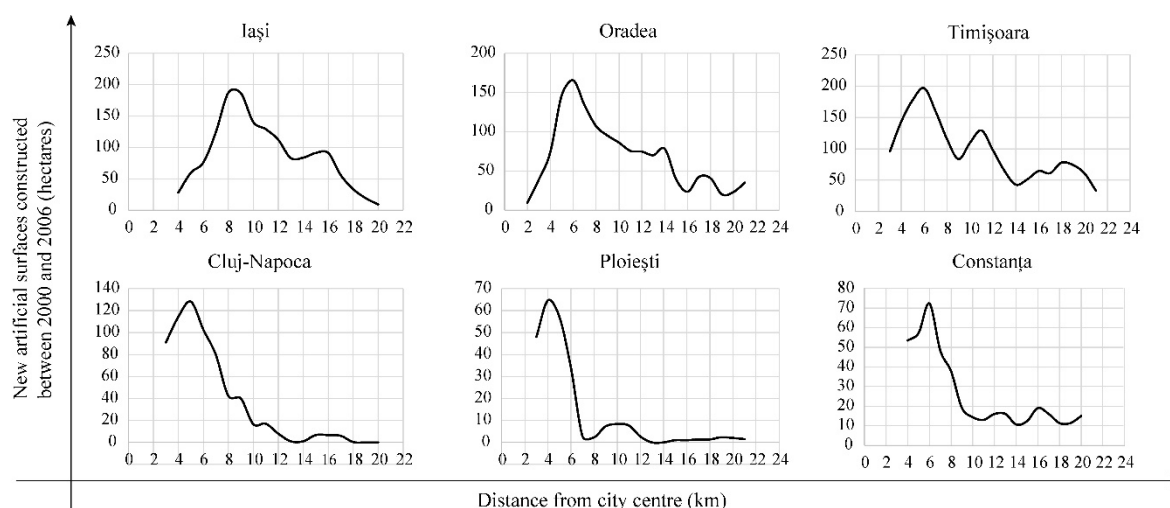 New artificial surfaces constructed
between 2000 and 2006 (hectares)
Iași
250
200
150
100
50
0
0 2 4 6 8 10 12 14 16 18 20 22
Oradea
200
150
100
50
0
0 2 4 6 8 10 12 14 16 18 20 22
Timișoara
250
200
150
100
50
0
0 2 4 6 8 10 12 14 16 18 20 22 24
Cluj-Napoca
140
120
100
80
60
40
20
0
0 2 4 6 8 10 12 14 16 18 20 22
Ploiești
70
60
50
40
30
20
10
0
0 2 4 6 8 10 12 14 16 18 20 22
Constanța
80
70
60
50
40
30
20
10
0
0 2 4 6 8 10 12 14 16 18 20 22 24
Distance from city centre (km)